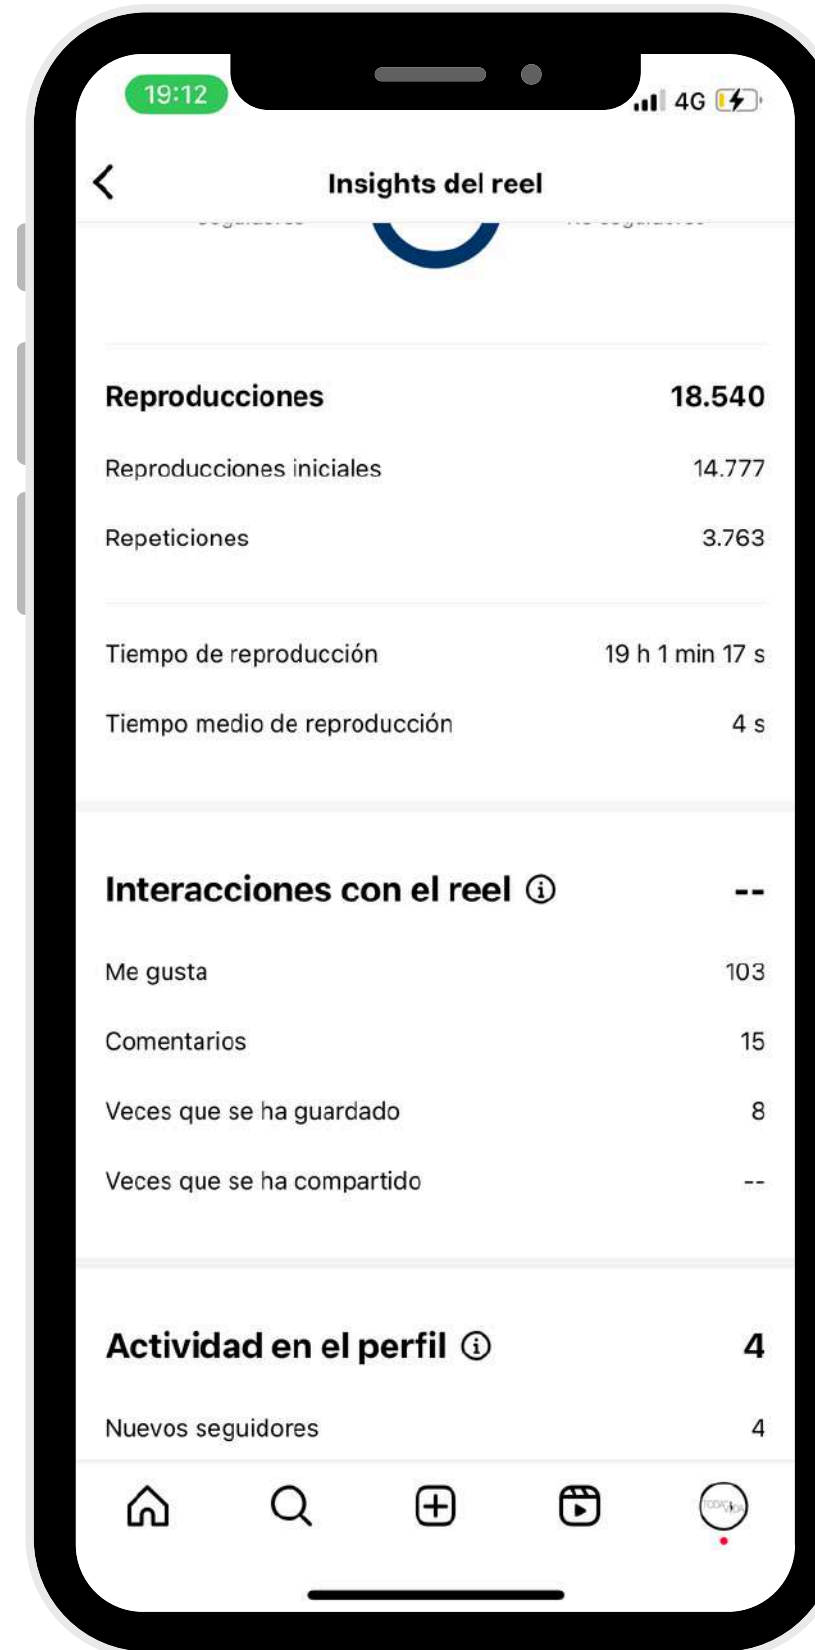 19:12
4G
Insights del reel
Reproducciones 18.540
Reproducciones iniciales 14.777
Repeticiones 3.763
Tiempo de reproducción 19 h 1 min 17 s
Tiempo medio de reproducción 4 s
Interacciones con el reel --
Me gusta 103
Comentarios 15
Veces que se ha guardado 8
Veces que se ha compartido --
Actividad en el perfil 4
Nuevos seguidores 4